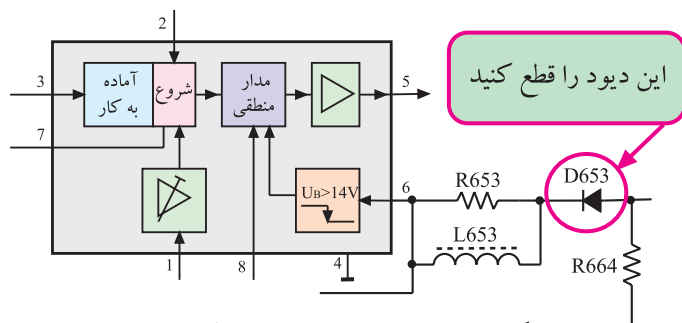 2
3
آماده
به کار
شروع
مدار
منطقی
5
این دیود را قطع کنید
7
U_B>14V
6
R653
D653
L653
R664
1
8
4